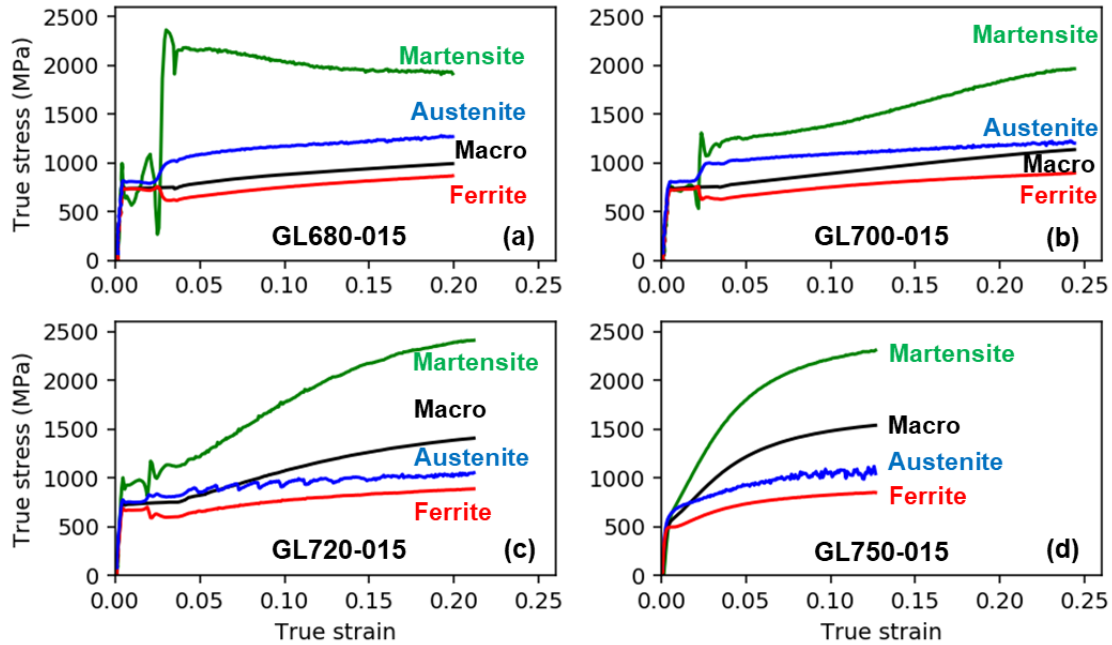 True stress (MPa)
2500
2000
1500
1000
500
0
Martensite
Austenite
Macro
Ferrite
GL680-015
(a)
0.00 0.05 0.10 0.15 0.20 0.25
2500
2000
1500
1000
500
0
Martensite
Austenite
Macro
Ferrite
GL700-015
(b)
0.00 0.05 0.10 0.15 0.20 0.25
True stress (MPa)
2500
2000
1500
1000
500
0
Martensite
Macro
Austenite
Ferrite
GL720-015
(c)
0.00 0.05 0.10 0.15 0.20 0.25
True strain
2500
2000
1500
1000
500
0
Martensite
Macro
Austenite
Ferrite
GL750-015
(d)
0.00 0.05 0.10 0.15 0.20 0.25
True strain